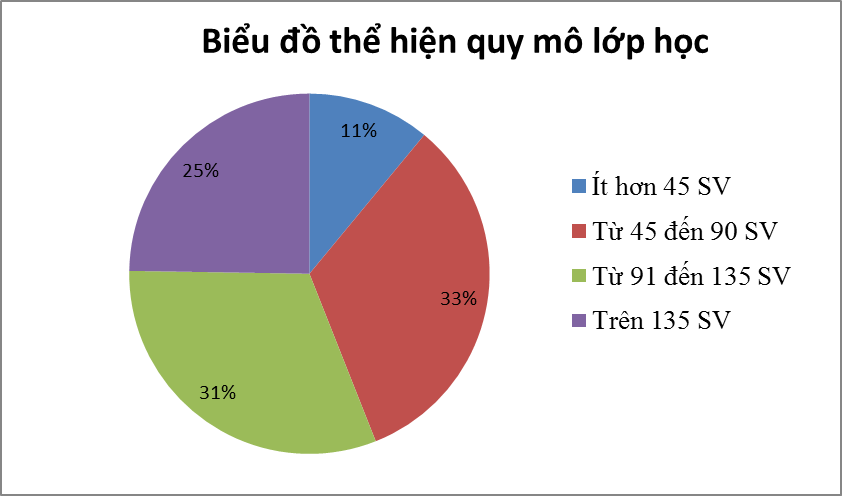 Biểu đồ thể hiện quy mô lớp học
11%
25%
33%
31%
Ít hơn 45 SV
Từ 45 đến 90 SV
Từ 91 đến 135 SV
Trên 135 SV